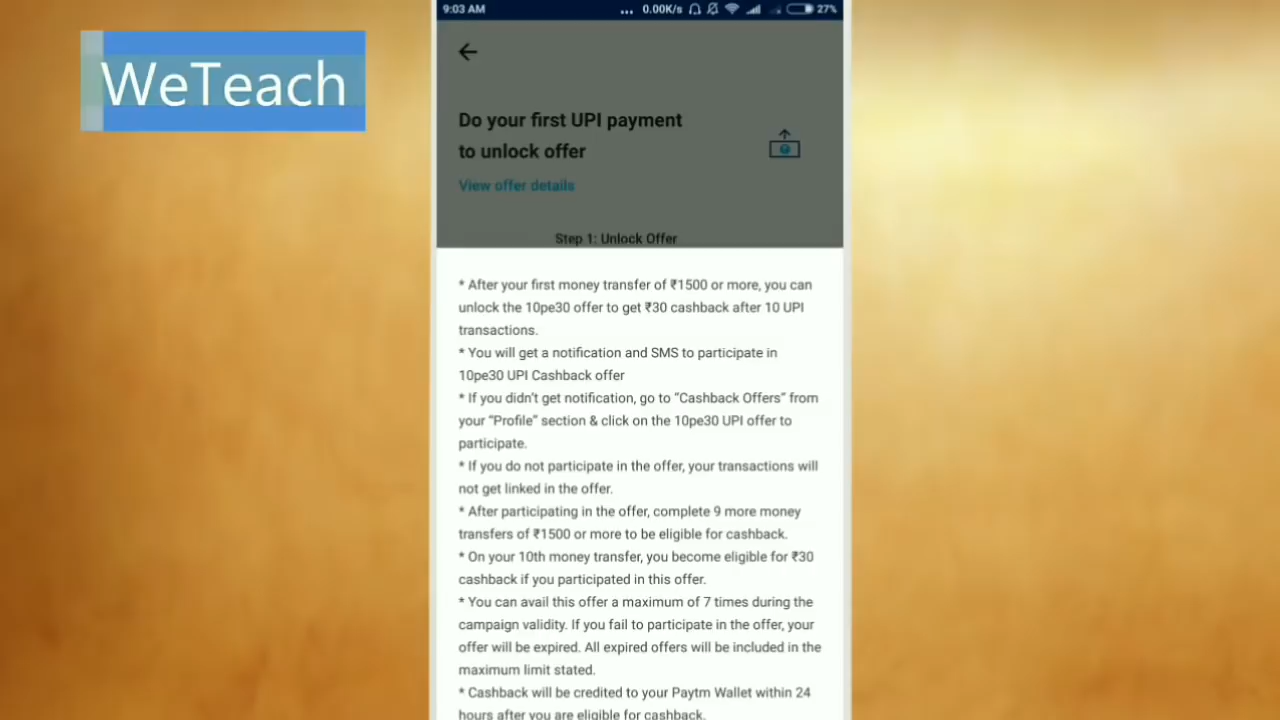 9:03 AM ... 0.00K/s 27%
WeTeach
Do your first UPI payment
to unlock offer
View offer details
Step 1: Unlock Offer
* After your first money transfer of ₹1500 or more, you can
unlock the 10pe30 offer to get ₹30 cashback after 10 UPI
transactions.
* You will get a notification and SMS to participate in
10pe30 UPI Cashback offer
* If you didn't get notification, go to “Cashback Offers” from
your “Profile” section & click on the 10pe30 UPI offer to
participate.
* If you do not participate in the offer, your transactions will
not get linked in the offer.
* After participating in the offer, complete 9 more money
transfers of ₹1500 or more to be eligible for cashback.
* On your 10th money transfer, you become eligible for ₹30
cashback if you participated in this offer.
* You can avail this offer a maximum of 7 times during the
campaign validity. If you fail to participate in the offer, your
offer will be expired. All expired offers will be included in the
maximum limit stated.
* Cashback will be credited to your Paytm Wallet within 24
hours after you are eligible for cashback.